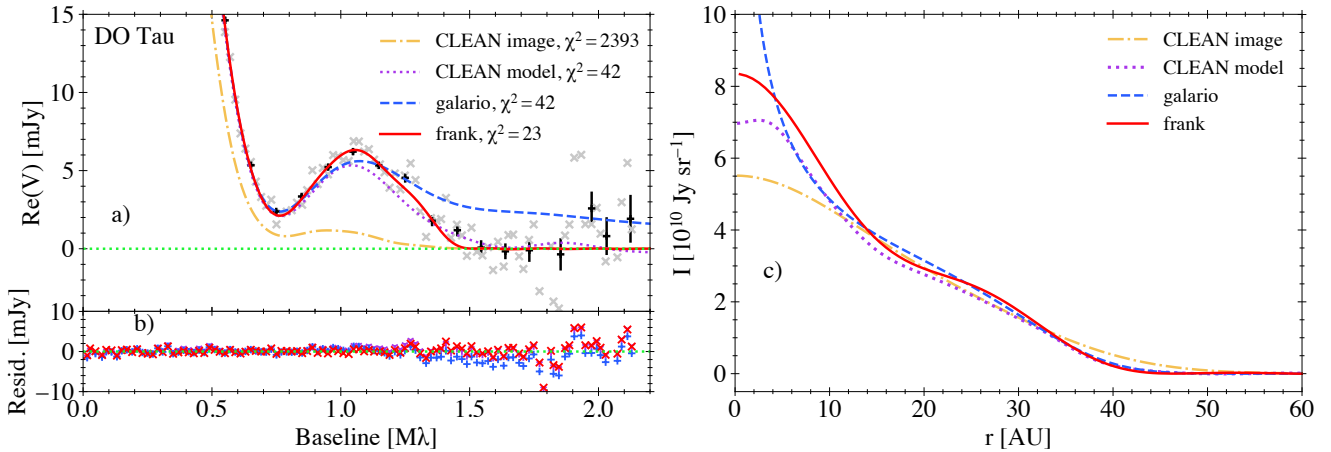 DO Tau
CLEAN image, χ² = 2393
CLEAN model, χ² = 42
galario, χ² = 42
frank, χ² = 23
Re(V) [mJy]
15
10
5
0
a)
b)
Resid. [mJy]
10
0
−10
0.0 0.5 1.0 1.5 2.0
Baseline [Mλ]
CLEAN image
CLEAN model
galario
frank
I [10¹⁰ Jy sr⁻¹]
10
8
6
4
2
0
c)
0 10 20 30 40 50 60
r [AU]